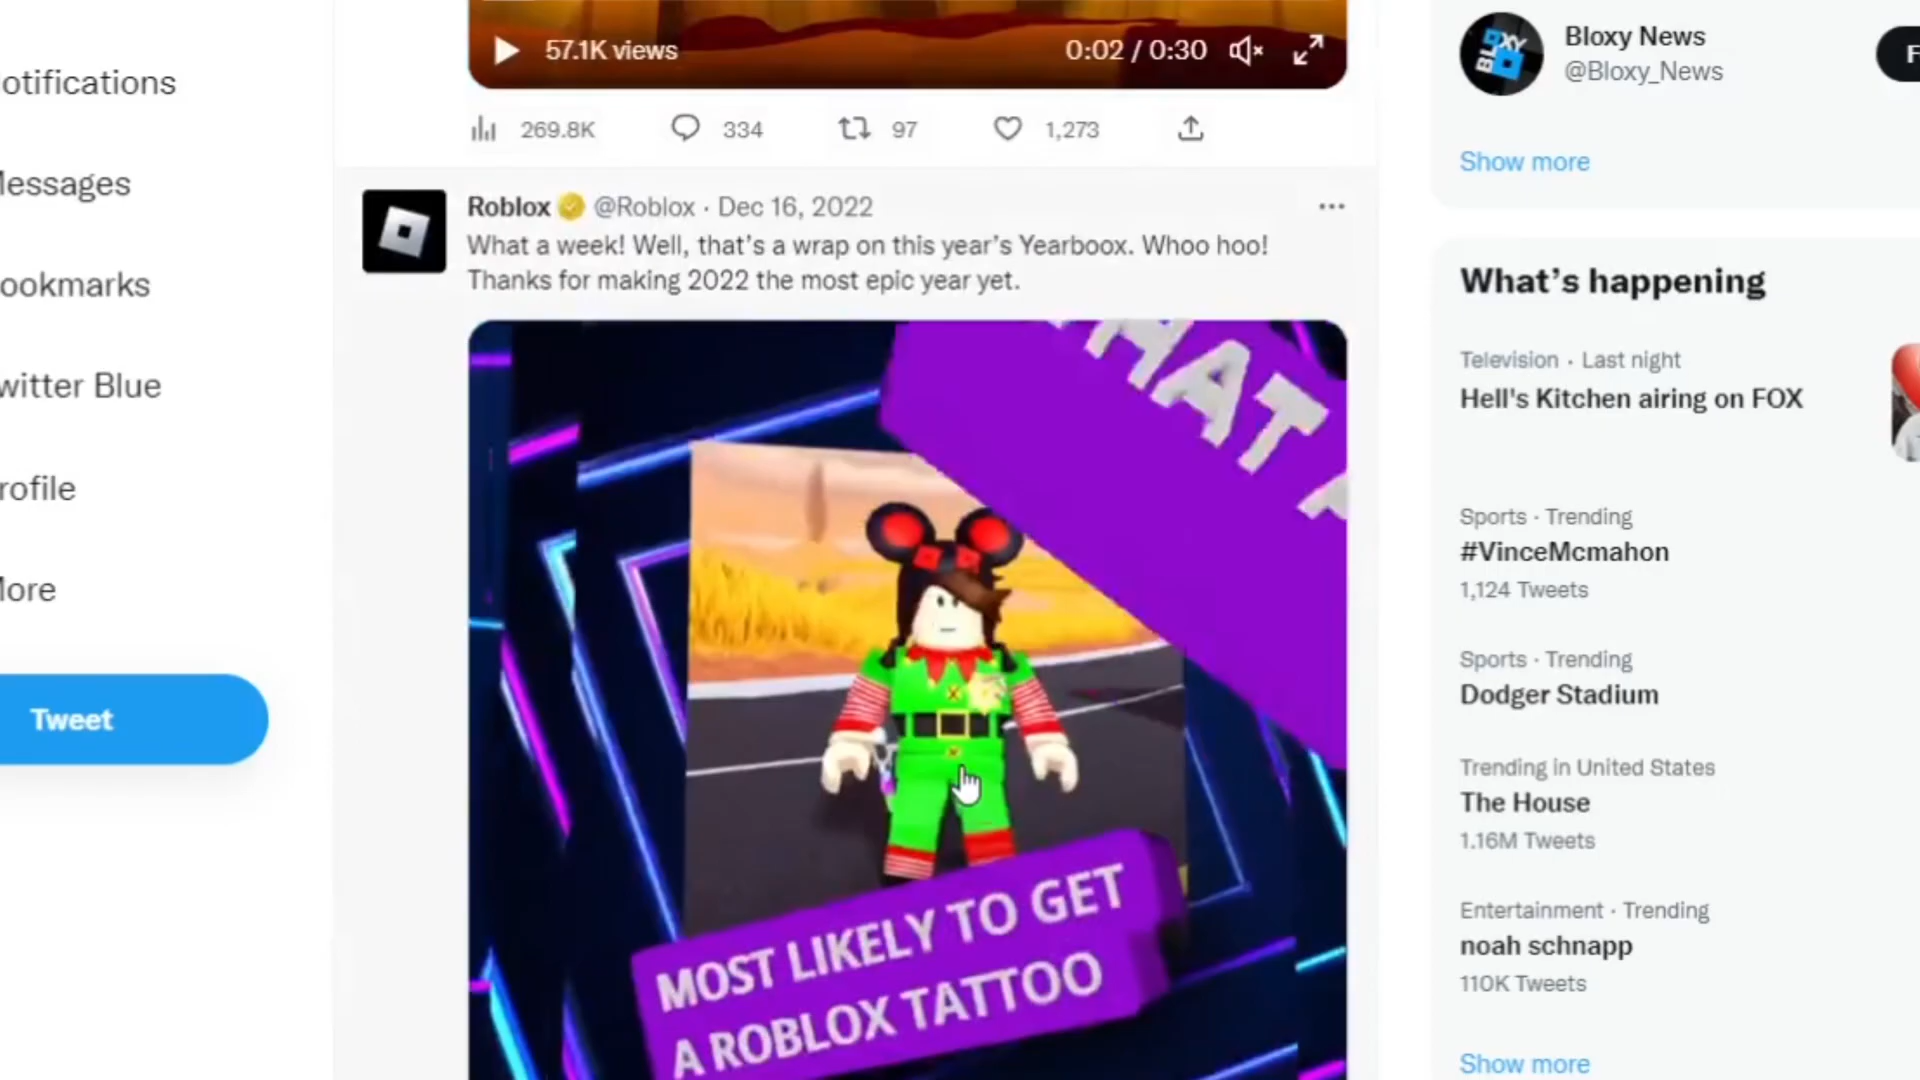 57.1K views
0:02 / 0:30
269.8K
334
97
1,273
Roblox @Roblox · Dec 16, 2022
What a week! Well, that's a wrap on this year's Yearboox. Whoo hoo!
Thanks for making 2022 the most epic year yet.
HAT A
MOST LIKELY TO GET
A ROBLOX TATTOO
otifications
essages
ookmarks
witter Blue
rofile
ore
Tweet
BLOXY
Bloxy News
@Bloxy_News
F
Show more
What's happening
Television · Last night
Hell's Kitchen airing on FOX
Sports · Trending
#VinceMcmahon
1,124 Tweets
Sports · Trending
Dodger Stadium
Trending in United States
The House
1.16M Tweets
Entertainment · Trending
noah schnapp
110K Tweets
Show more